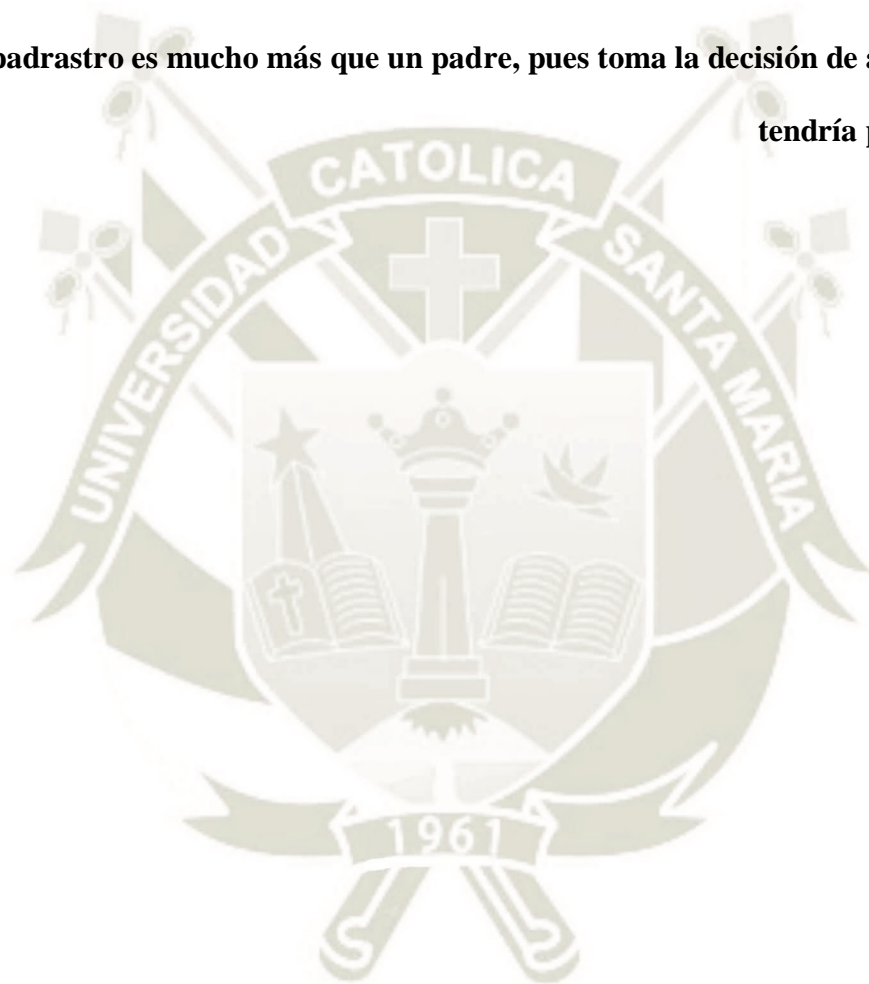 padrastro es mucho más que un padre, pues toma la decisión de
tendría
UNIVERSIDAD CATOLICA SANTA MARIA
1961